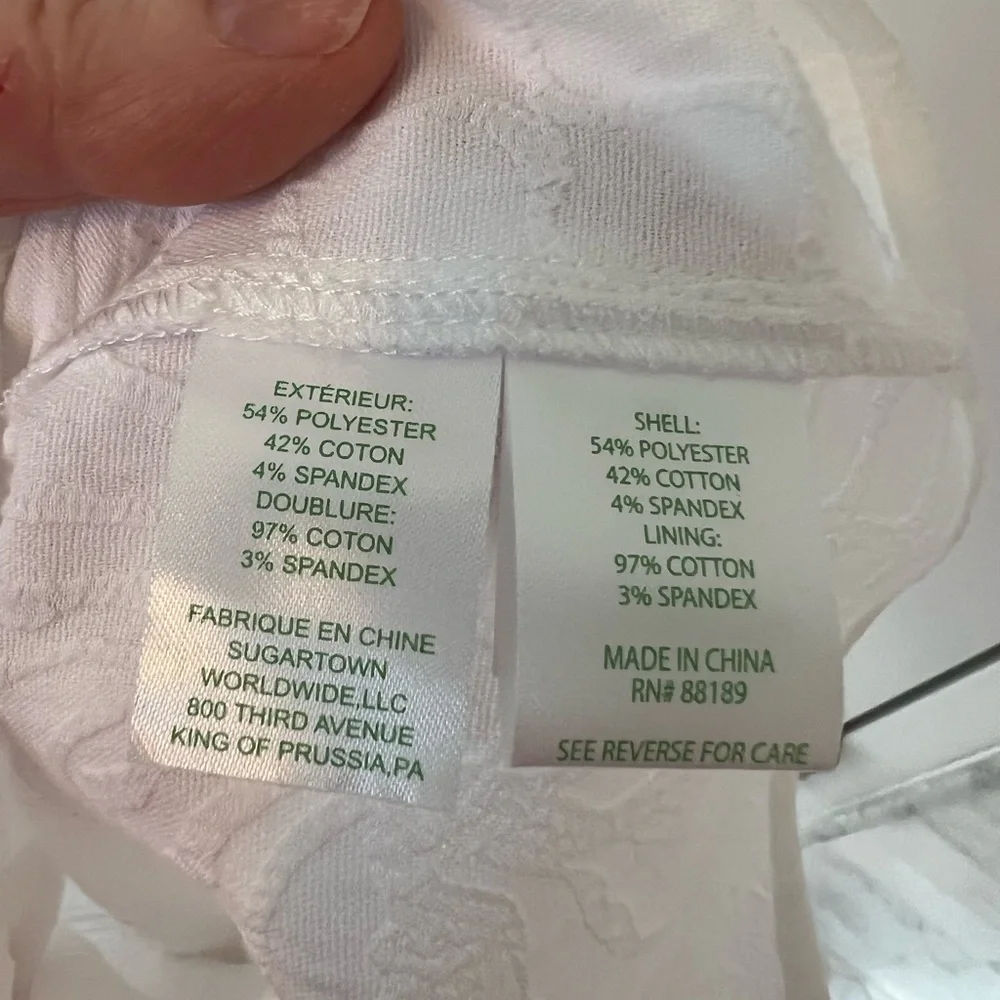 EXTÉRIEUR:
54% POLYESTER
42% COTON
4% SPANDEX
DOUBLURE:
97% COTON
3% SPANDEX
FABRIQUE EN CHINE
SUGARTOWN
WORLDWIDE,LLC
800 THIRD AVENUE
KING OF PRUSSIA,PA
SHELL:
54% POLYESTER
42% COTTON
4% SPANDEX
LINING:
97% COTTON
3% SPANDEX
MADE IN CHINA
RN# 88189
SEE REVERSE FOR CARE